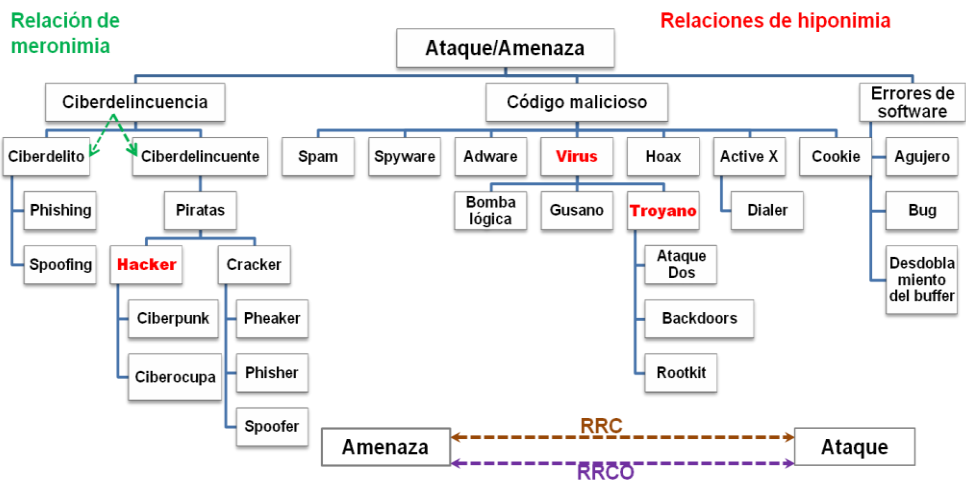 Relación de
meronimia
Relaciones de hiponimia
Ataque/Amenaza
Ciberdelincuencia
Código malicioso
Errores de
software
Ciberdelito
Ciberdelincuente
Spam
Spyware
Adware
Virus
Hoax
Active X
Cookie
Agujero
Phishing
Piratas
Bomba
lógica
Gusano
Troyano
Dialer
Bug
Spoofing
Hacker
Cracker
Ataque
Dos
Desdobla
miento
del buffer
Ciberpunk
Pheaker
Backdoors
Ciberocupa
Phisher
Rootkit
Spoofer
RRC
Amenaza
Ataque
RRCO